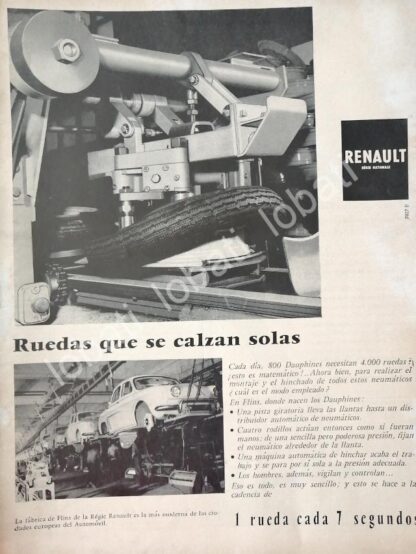 RENAULT
RÉGIE NATIONALE
Ruedas que se calzan solas
Cada día, 800 Dauphines necesitan 4.000 ruedas:
¡esto es matemático!... Ahora bien, para realizar el
montaje y el hinchado de todos estos neumáticos
¿cuál es el modo empleado?
En Flins, donde nacen los Dauphines:
• Una pista giratoria lleva las llantas hasta un dis-
tribuidor automático de neumáticos.
• Cuatro rodillos actúan entonces como si fueran
manos; de una sencilla pero poderosa presión, fijan
el neumático alrededor de la llanta.
• Una máquina automática de hinchar acaba el tra-
bajo y se para por sí sola a la presión adecuada.
• Los hombres, además, vigilan y controlan...
Eso es todo, es muy sencillo; y esto se hace a la
cadencia de
1 rueda cada 7 segundos
La fábrica de Flins de la Régie Renault es la más moderna de las ciu-
dades europeas del Automóvil.
lobati lobati lobati